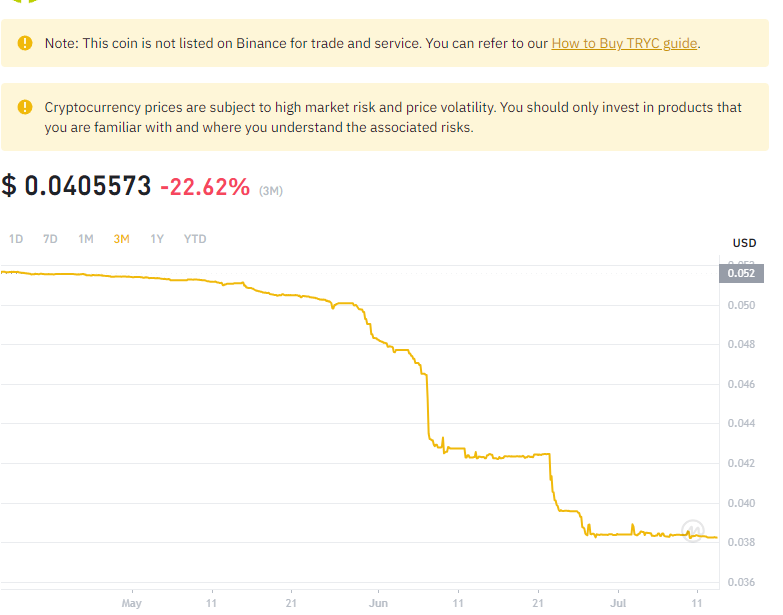 Note: This coin is not listed on Binance for trade and service. You can refer to our How to Buy TRYC guide.
Cryptocurrency prices are subject to high market risk and price volatility. You should only invest in products that
you are familiar with and where you understand the associated risks.
$ 0.0405573 -22.62% (3M)
1D 7D 1M 3M 1Y YTD
USD
0.052
0.050
0.048
0.046
0.044
0.042
0.040
0.038
0.036
May 11 21 Jun 11 21 Jul 11